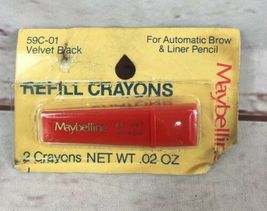 59C-01
Velvet Black
For Automatic Brow
& Liner Pencil
REFILL CRAYONS
Maybelline
Maybelline
2 Crayons NET WT .02 OZ